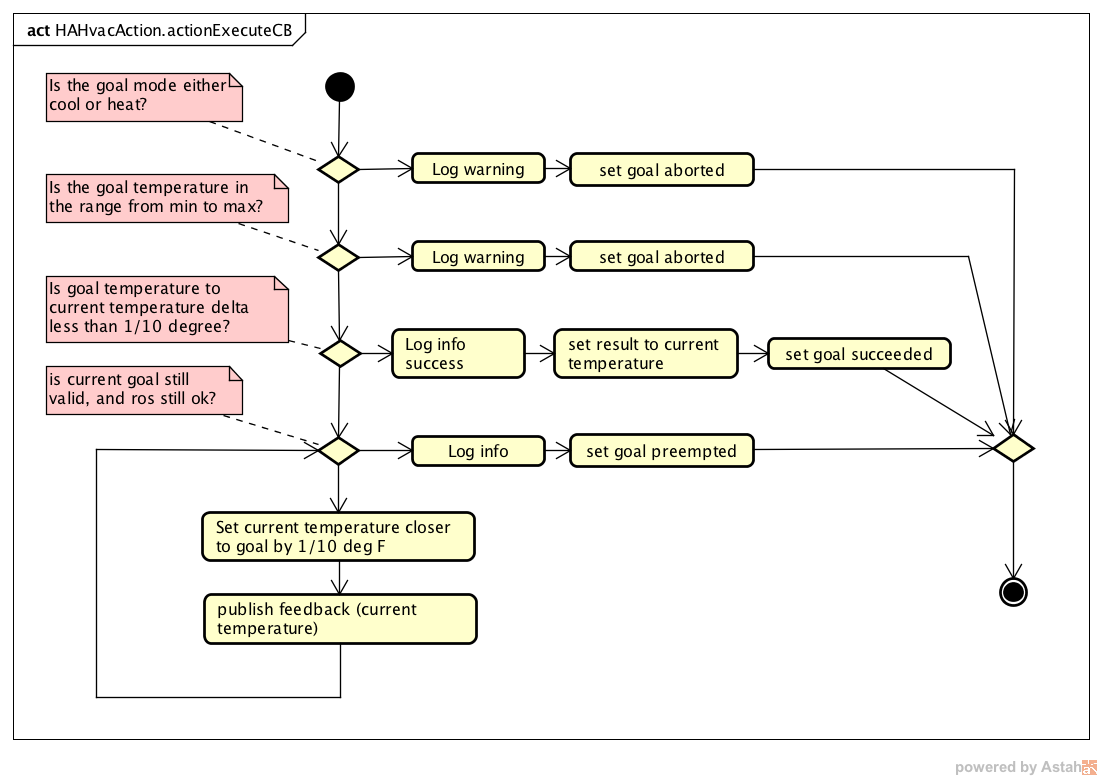 act HAHvacAction.actionExecuteCB
Is the goal mode either
cool or heat?
Log warning
set goal aborted
Is the goal temperature in
the range from min to max?
Log warning
set goal aborted
Is goal temperature to
current temperature delta
less than 1/10 degree?
Log info
success
set result to current
temperature
set goal succeeded
is current goal still
valid, and ros still ok?
Log info
set goal preempted
Set current temperature closer
to goal by 1/10 deg F
publish feedback (current
temperature)
powered by Astah